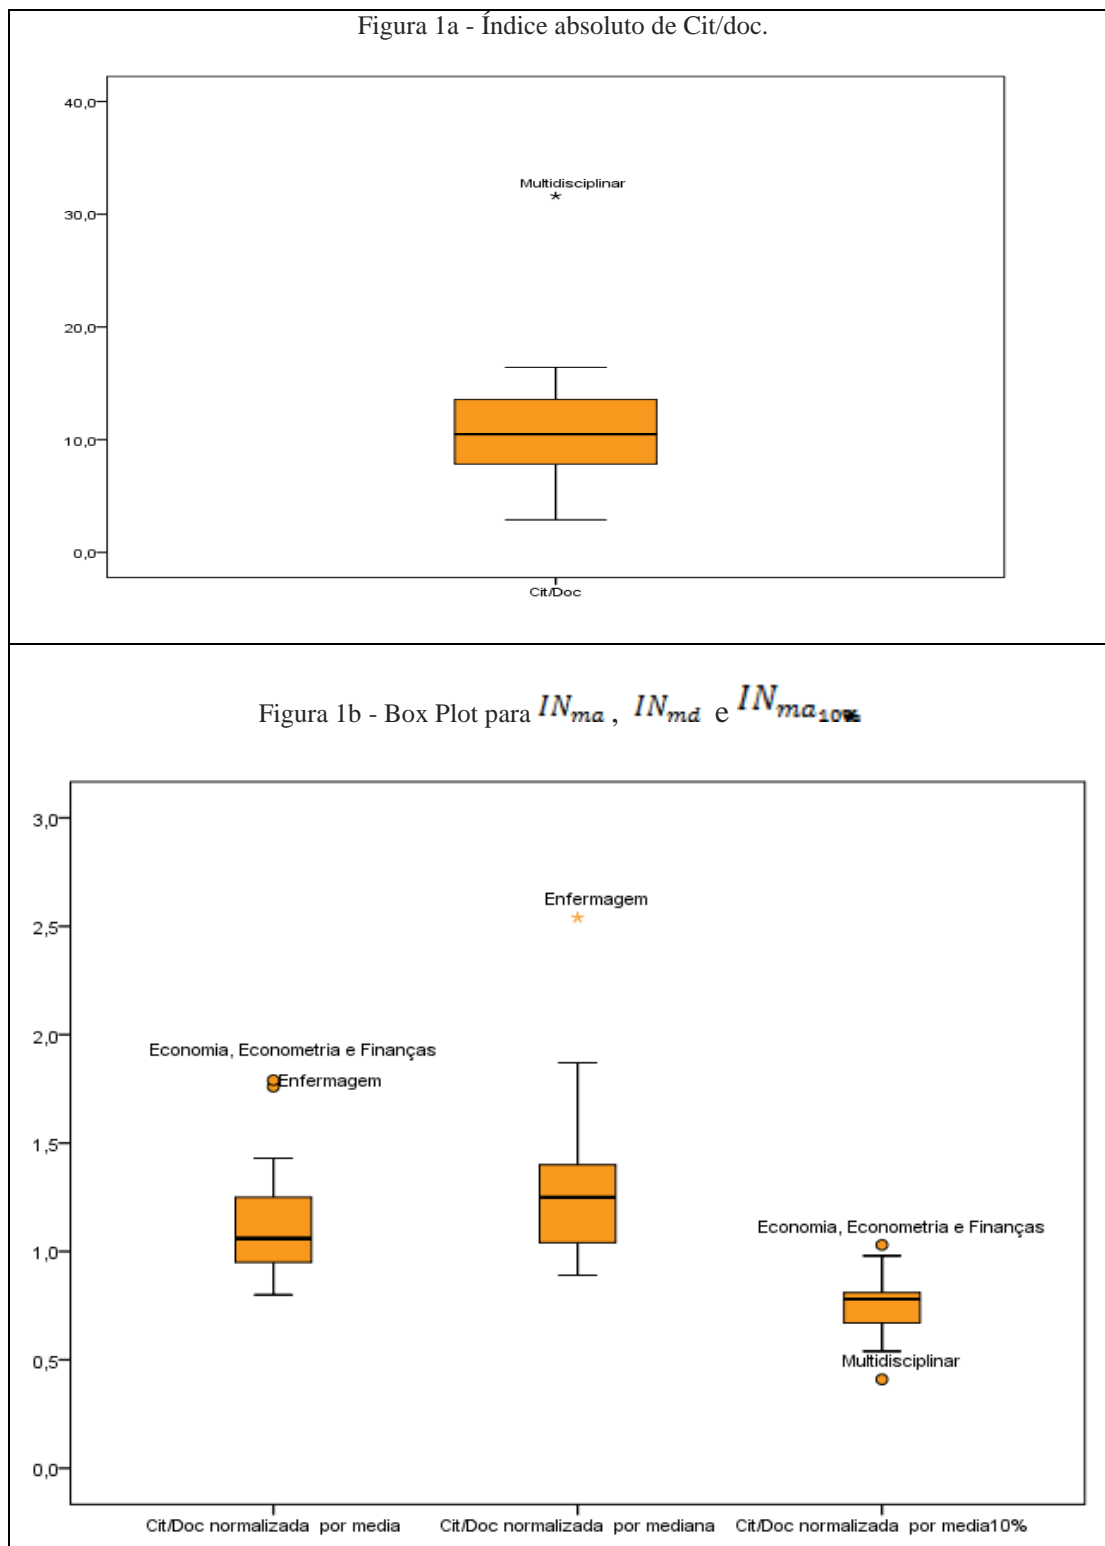 Figura 1a - Índice absoluto de Cit/doc.
40,0
Multidisciplinar
30,0
20,0
10,0
0,0
Cit/Doc
Figura 1b - Box Plot para INma, INmd e INma10%
3,0
Enfermagem
2,5
2,0
Economia, Econometria e Finanças
Enfermagem
1,5
Economia, Econometria e Finanças
1,0
0,5
Multidisciplinar
0,0
Cit/Doc normalizada por media
Cit/Doc normalizada por mediana
Cit/Doc normalizada por media10%